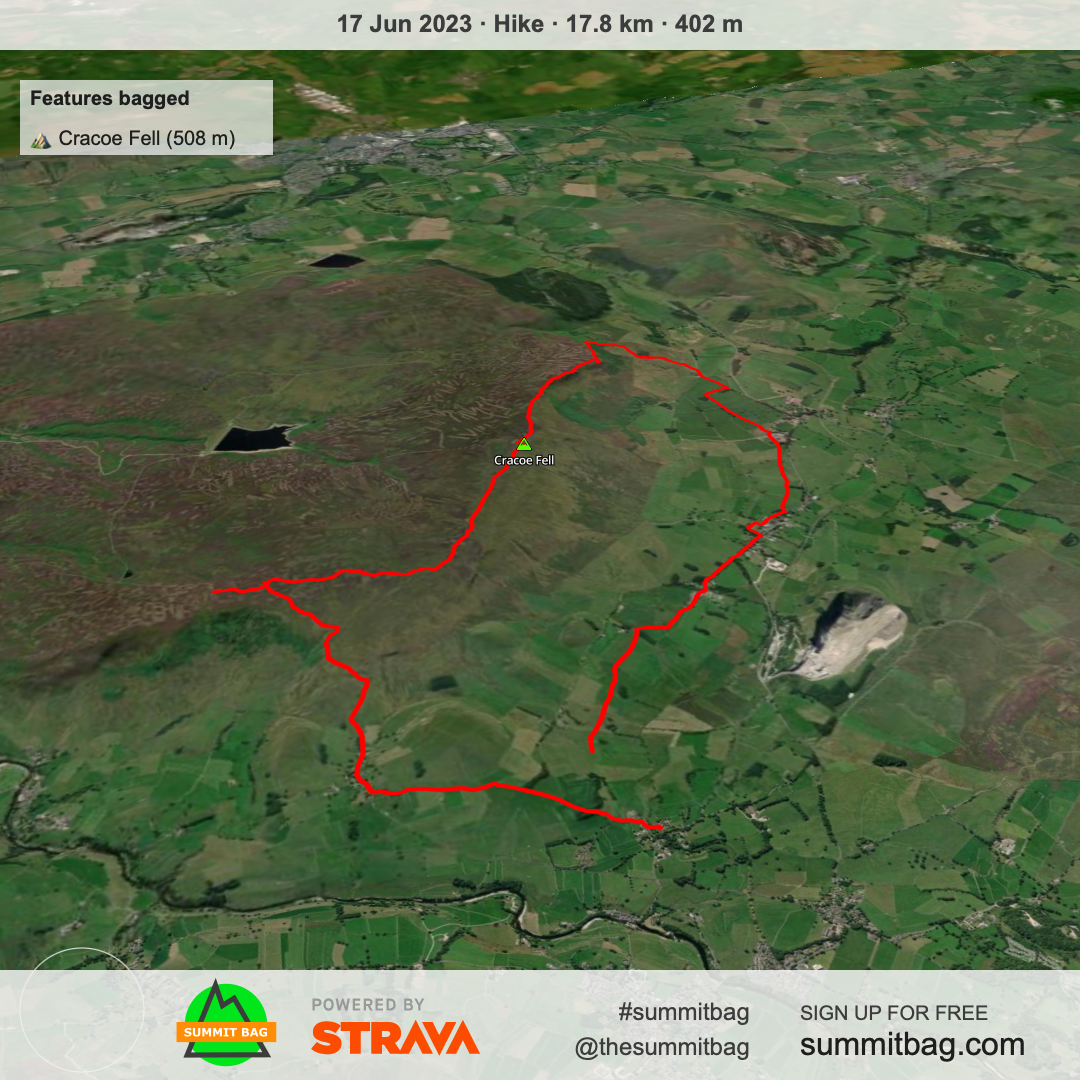 17 Jun 2023 · Hike · 17.8 km · 402 m
Features bagged
Cracoe Fell (508 m)
Cracoe Fell
SUMMIT BAG
POWERED BY
STRAVA
#summitbag
@thesummitbag
SIGN UP FOR FREE
summitbag.com